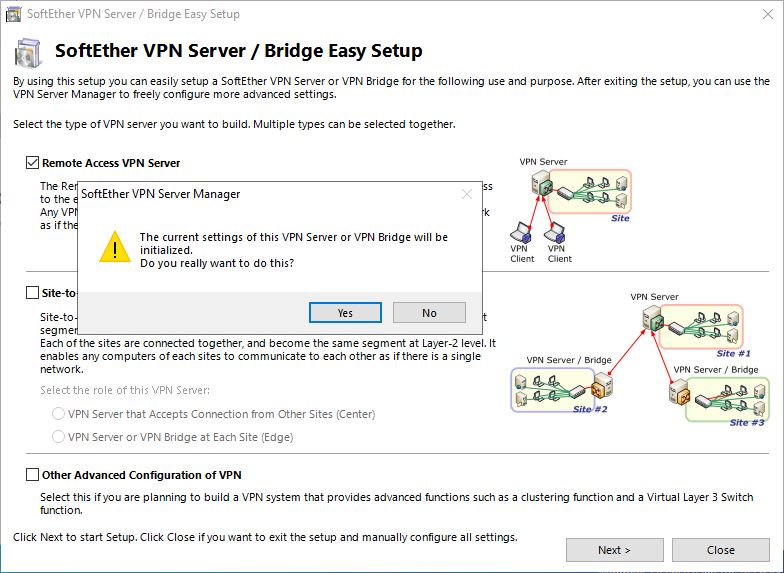 SoftEther VPN Server / Bridge Easy Setup
SoftEther VPN Server / Bridge Easy Setup
By using this setup you can easily setup a SoftEther VPN Server or VPN Bridge for the following use and purpose. After exiting the setup, you can use the
VPN Server Manager to freely configure more advanced settings.
Select the type of VPN server you want to build. Multiple types can be selected together.
Remote Access VPN Server
The Rem
ss
to the e
Any VPN
rk
as if the
SoftEther VPN Server Manager
The current settings of this VPN Server or VPN Bridge will be
initialized.
Do you really want to do this?
Yes
No
VPN Server
Site
VPN
Client
VPN
Client
Site-to-
Site-to-
segmen
Each of the sites are connected together, and become the same segment at Layer-2 level. It
enables any computers of each sites to communicate to each other as if there is a single
network.
Select the role of this VPN Server:
VPN Server that Accepts Connection from Other Sites (Center)
VPN Server or VPN Bridge at Each Site (Edge)
VPN Server
Site #1
VPN Server / Bridge
Site #2
VPN Server / Bridge
Site #3
Other Advanced Configuration of VPN
Select this if you are planning to build a VPN system that provides advanced functions such as a clustering function and a Virtual Layer 3 Switch
function.
Click Next to start Setup. Click Close if you want to exit the setup and manually configure all settings.
Next >
Close